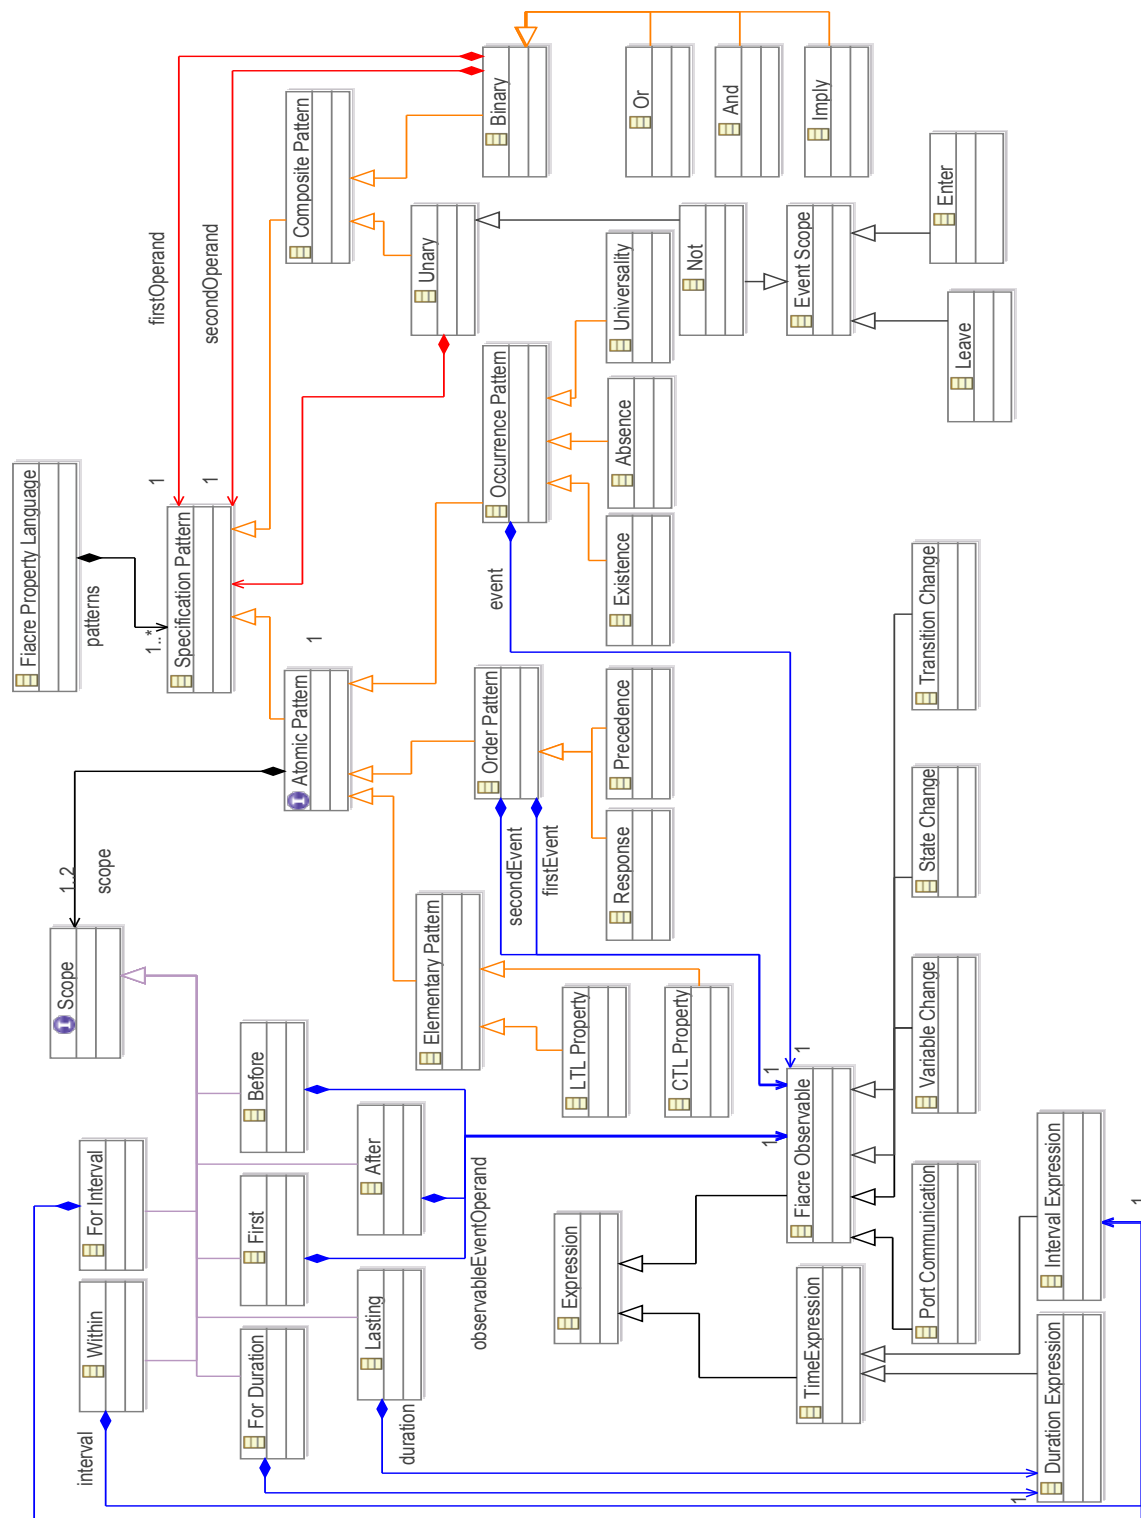 Fiacre Property Language
patterns
1..*
Specification Pattern
1
firstOperand
1
secondOperand
Scope
1..2
scope
Atomic Pattern
1
Composite Pattern
For Interval
Within
interval
Before
First
For Duration
After
Lasting
duration
observableEventOperand
Elementary Pattern
Order Pattern
secondEvent
firstEvent
Occurrence Pattern
event
Unary
Binary
LTL Property
CTL Property
Response
Precedence
Existence
Absence
Universality
Not
Or
And
Imply
Event Scope
Leave
Enter
Expression
TimeExpression
Fiacre Observable
1
1
1
Port Communication
Variable Change
State Change
Transition Change
Duration Expression
1
Interval Expression
1